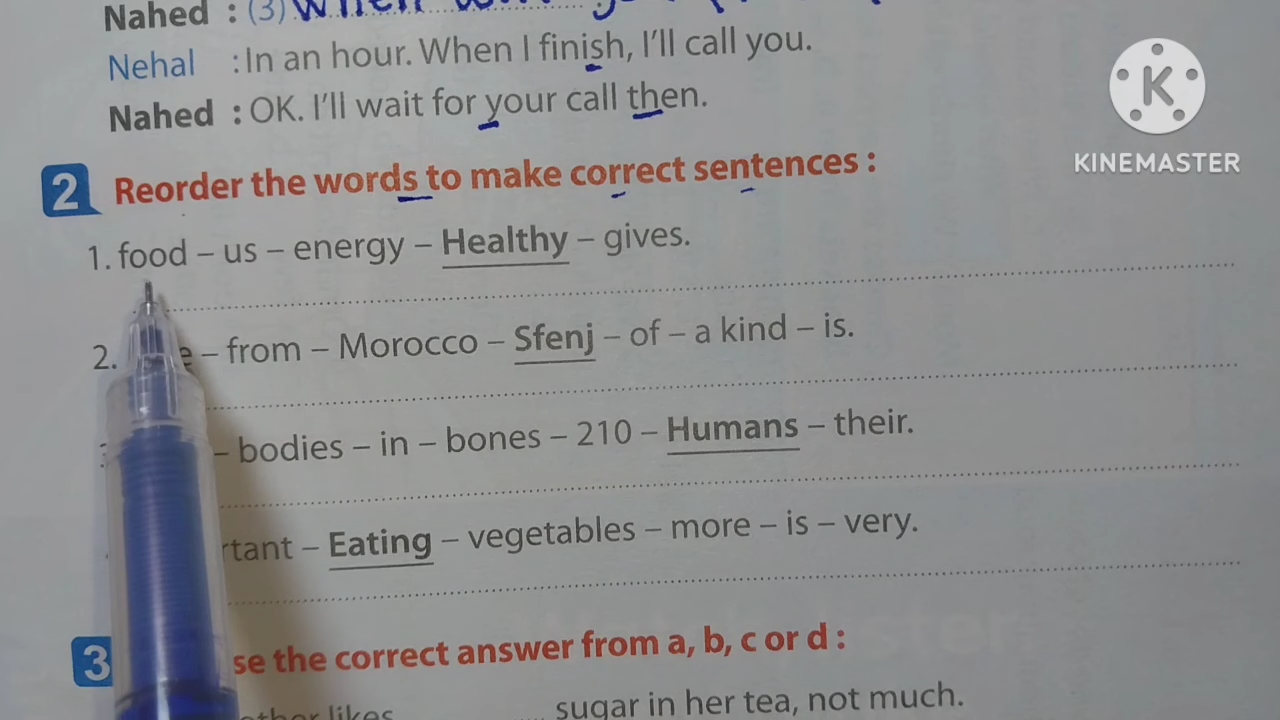 Nahed : (3) When
Nehal : In an hour. When I finish, I'll call you.
Nahed : OK. I'll wait for your call then.
KINEMASTER
2 Reorder the words to make correct sentences :
1. food – us – energy – Healthy – gives.
2. – from – Morocco – Sfenj – of – a kind – is.
– bodies – in – bones – 210 – Humans – their.
– Eating – vegetables – more – is – very.
3 the correct answer from a, b, c or d :
likes sugar in her tea, not much.